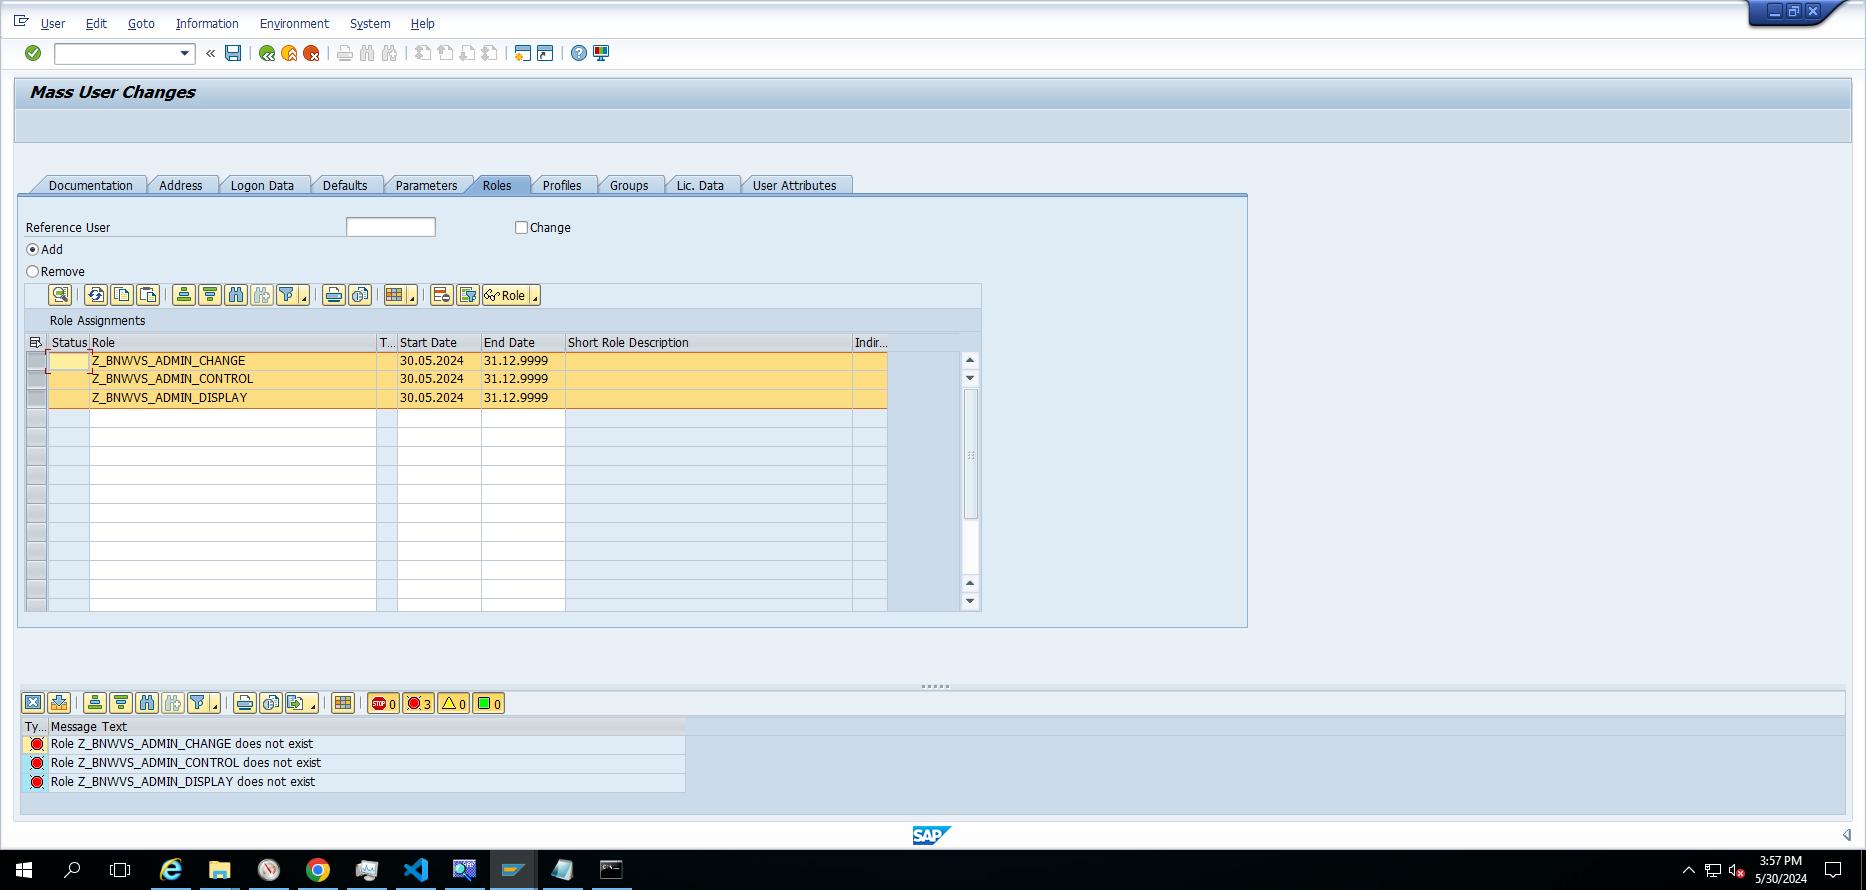 User Edit Goto Information Environment System Help
Mass User Changes
Documentation Address Logon Data Defaults Parameters Roles Profiles Groups Lic. Data User Attributes
Reference User Change
Add
Remove
Role
Role Assignments
Status Role T... Start Date End Date Short Role Description Indir...
Z_BNWVS_ADMIN_CHANGE 30.05.2024 31.12.9999
Z_BNWVS_ADMIN_CONTROL 30.05.2024 31.12.9999
Z_BNWVS_ADMIN_DISPLAY 30.05.2024 31.12.9999
STOP 0 3 0 0
Ty... Message Text
Role Z_BNWVS_ADMIN_CHANGE does not exist
Role Z_BNWVS_ADMIN_CONTROL does not exist
Role Z_BNWVS_ADMIN_DISPLAY does not exist
SAP
3:57 PM
5/30/2024